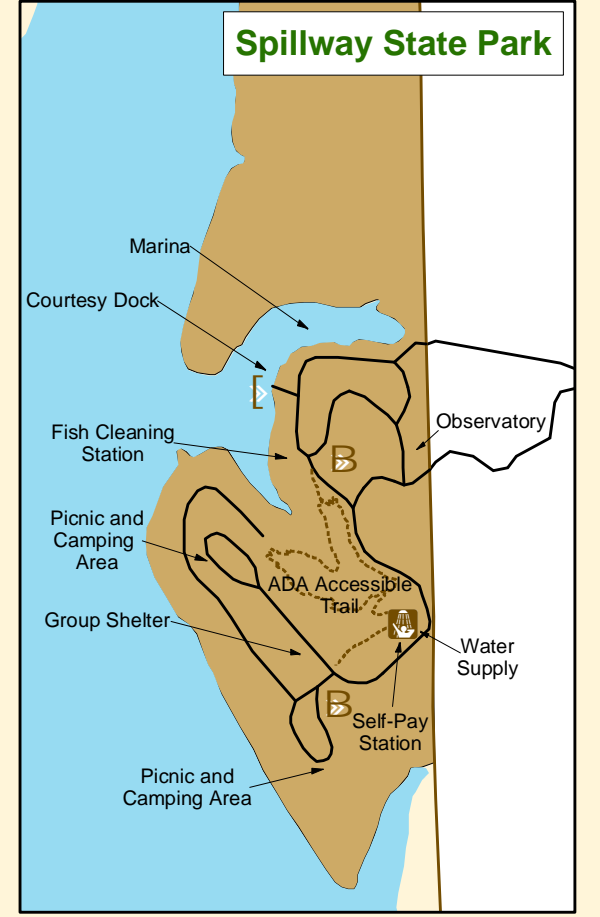 Spillway State Park
Marina
Courtesy Dock
[
Observatory
Fish Cleaning
Station
B
Picnic and
Camping
Area
ADA Accessible
Trail
Group Shelter
Water
Supply
B
Self-Pay
Station
Picnic and
Camping Area